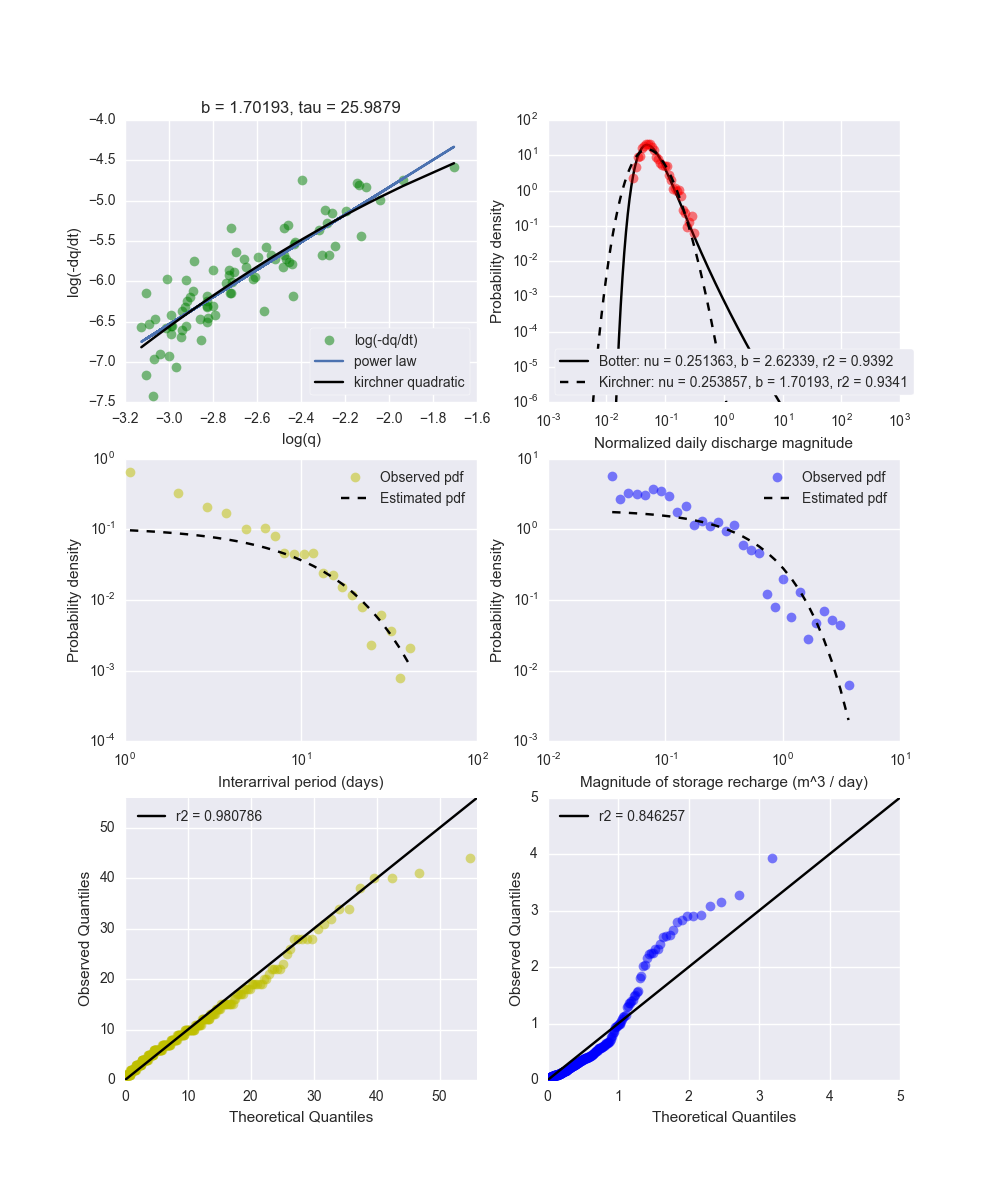 b = 1.70193, tau = 25.9879
−4.0
−4.5
−5.0
−5.5
−6.0
−6.5
−7.0
−7.5
log(-dq/dt)
log(-dq/dt)
power law
kirchner quadratic
−3.2 −3.0 −2.8 −2.6 −2.4 −2.2 −2.0 −1.8 −1.6
log(q)
10^2
10^1
10^0
10^-1
10^-2
10^-3
10^-4
10^-5
10^-6
Probability density
Botter: nu = 0.251363, b = 2.62339, r2 = 0.9392
Kirchner: nu = 0.253857, b = 1.70193, r2 = 0.9341
10^-3 10^-2 10^-1 10^0 10^1 10^2 10^3
Normalized daily discharge magnitude
10^0
10^-1
10^-2
10^-3
10^-4
Probability density
Observed pdf
Estimated pdf
10^0 10^1 10^2
Interarrival period (days)
10^1
10^0
10^-1
10^-2
10^-3
Probability density
Observed pdf
Estimated pdf
10^-2 10^-1 10^0 10^1
Magnitude of storage recharge (m^3 / day)
r2 = 0.980786
50
40
30
20
10
0
Observed Quantiles
0 10 20 30 40 50
Theoretical Quantiles
r2 = 0.846257
5
4
3
2
1
0
Observed Quantiles
0 1 2 3 4 5
Theoretical Quantiles